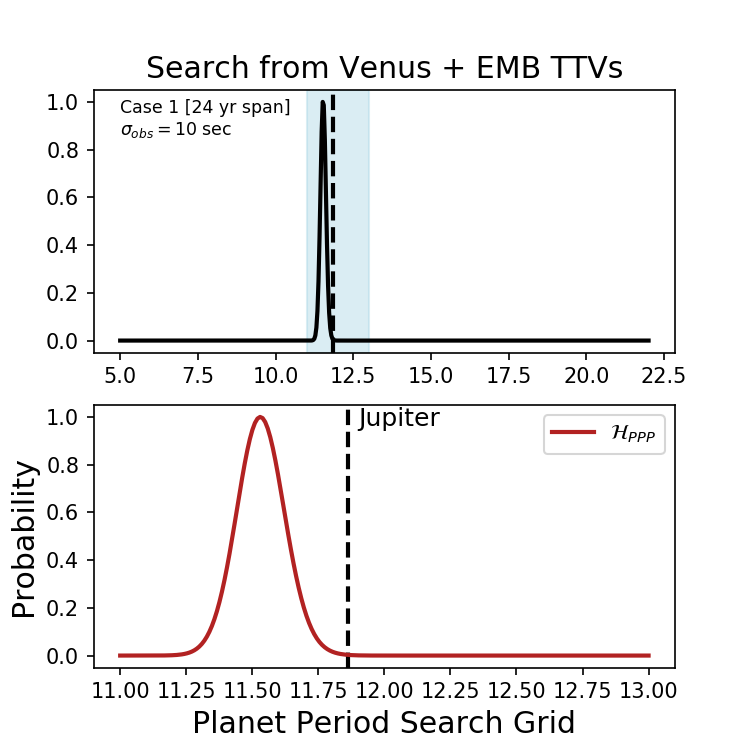 Search from Venus + EMB TTVs
Case 1 [24 yr span]
σ_obs = 10 sec
1.0
0.8
0.6
0.4
0.2
0.0
5.0 7.5 10.0 12.5 15.0 17.5 20.0 22.5
Jupiter
ℋ_PPP
1.0
0.8
0.6
0.4
0.2
0.0
Probability
11.00 11.25 11.50 11.75 12.00 12.25 12.50 12.75 13.00
Planet Period Search Grid